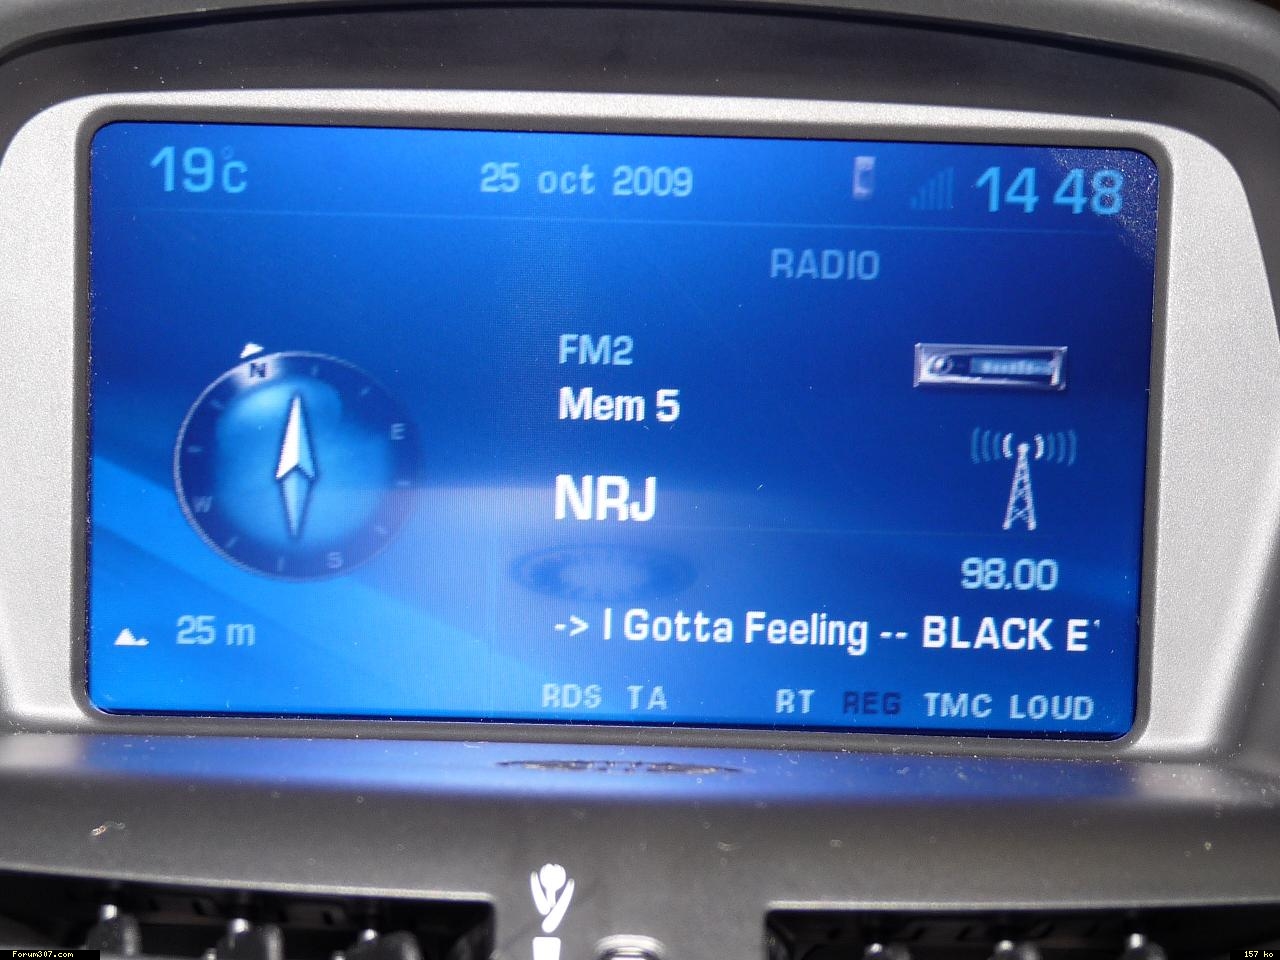 19°c 25 oct 2009 14 48
RADIO
FM2
Mem 5
N
E
W
S
NRJ
98.00
-> I Gotta Feeling -- BLACK E'
25 m
RDS TA RT REG TMC LOUD
Forum307.com
157 ko